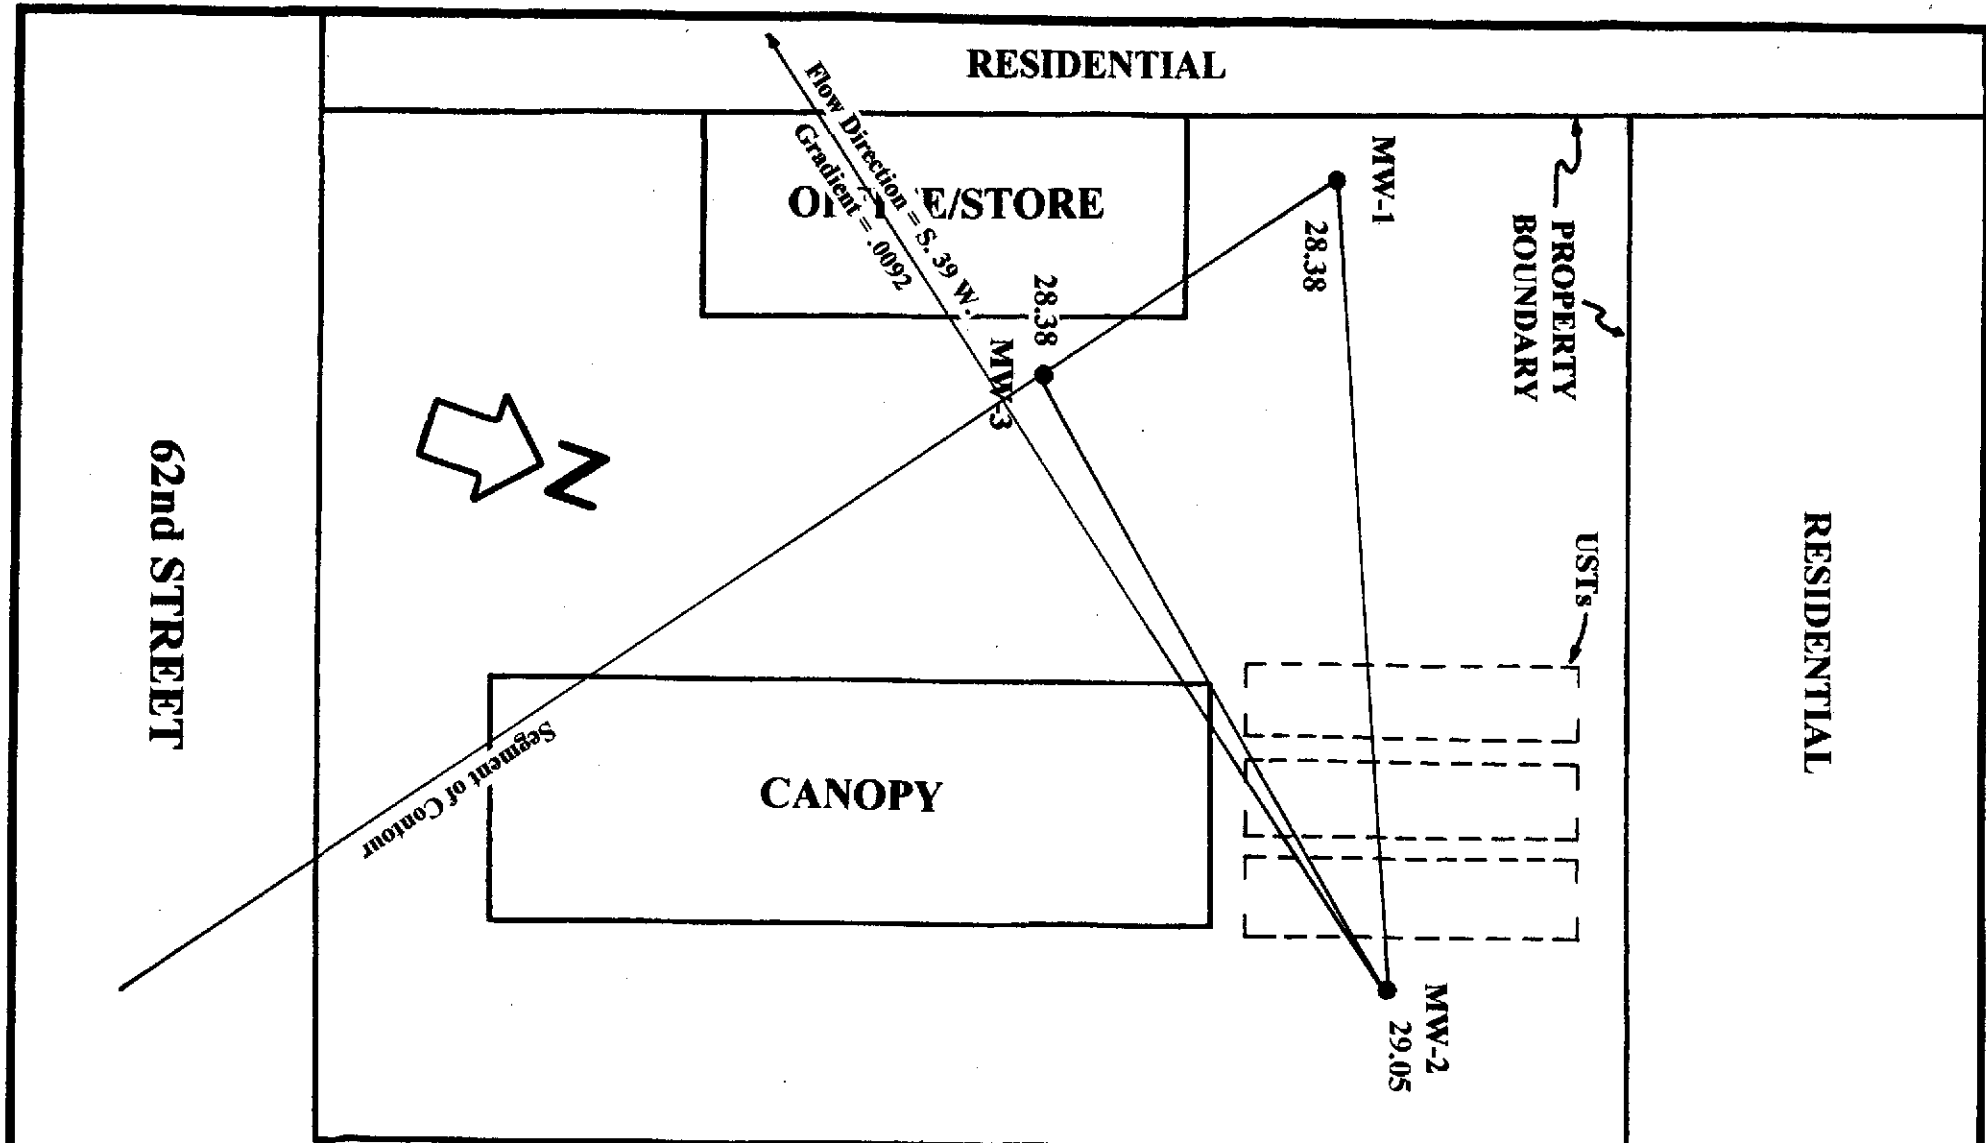 RESIDENTIAL
Flow Direction = S. 39 W.
Gradient = .0092
E/STORE
MW-1
28.38
PROPERTY
BOUNDARY
28.38
MW-3
N
62nd STREET
USTs
RESIDENTIAL
Segment of Contour
CANOPY
MW-2
29.05